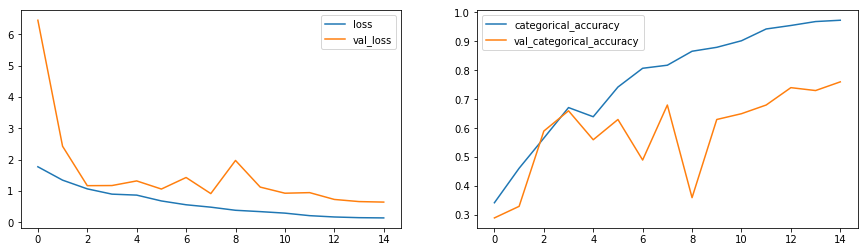 loss
val_loss
6
5
4
3
2
1
0
0 2 4 6 8 10 12 14
categorical_accuracy
val_categorical_accuracy
1.0
0.9
0.8
0.7
0.6
0.5
0.4
0.3
0 2 4 6 8 10 12 14